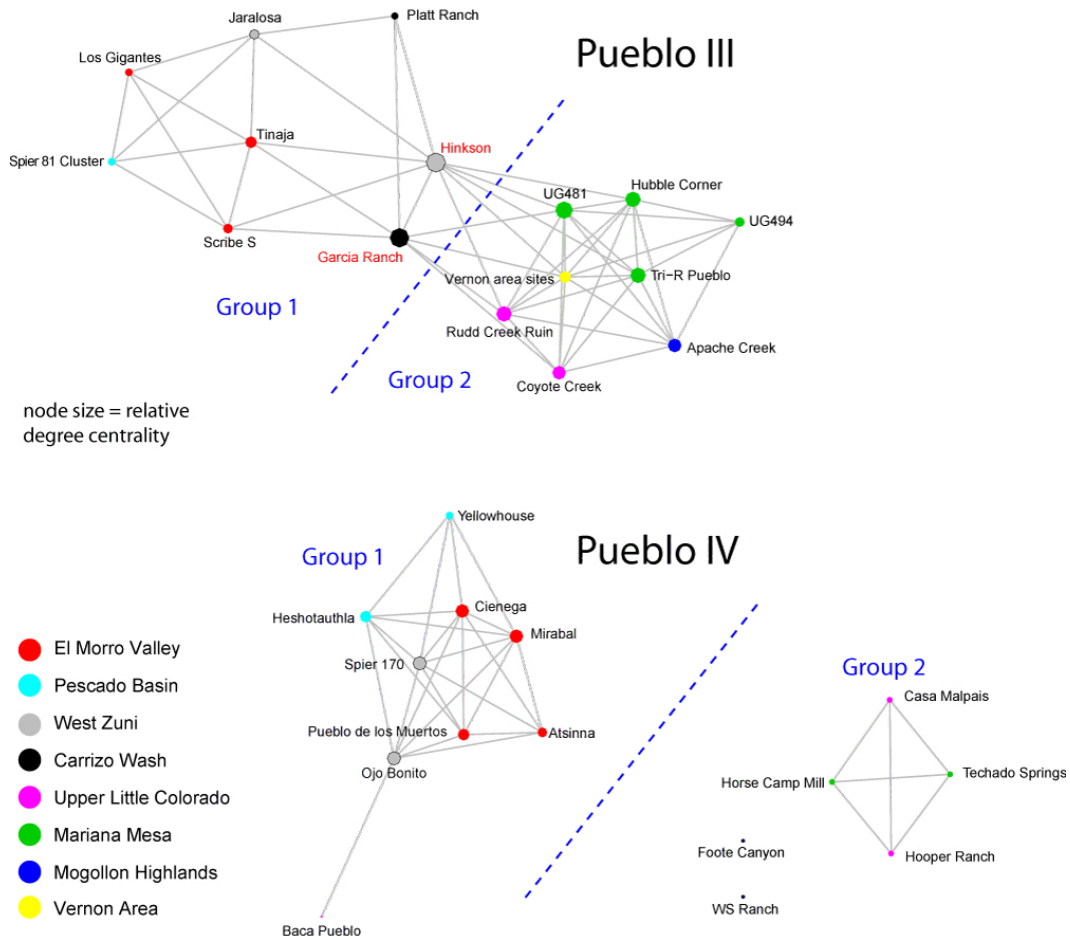 Jaralosa
Platt Ranch
Pueblo III
Los Gigantes
Tinaja
Hinkson
Spier 81 Cluster
UG481
Hubble Corner
UG494
Scribe S
Garcia Ranch
Vernon area sites
Tri-R Pueblo
Group 1
Rudd Creek Ruin
Apache Creek
Group 2
Coyote Creek
node size = relative
degree centrality
Yellowhouse
Group 1
Pueblo IV
Heshotauthla
Cienega
Mirabal
Spier 170
Pueblo de los Muertos
Atsinna
Ojo Bonito
Baca Pueblo
Group 2
Casa Malpais
Horse Camp Mill
Techado Springs
Foote Canyon
Hooper Ranch
WS Ranch
El Morro Valley
Pescado Basin
West Zuni
Carrizo Wash
Upper Little Colorado
Mariana Mesa
Mogollon Highlands
Vernon Area